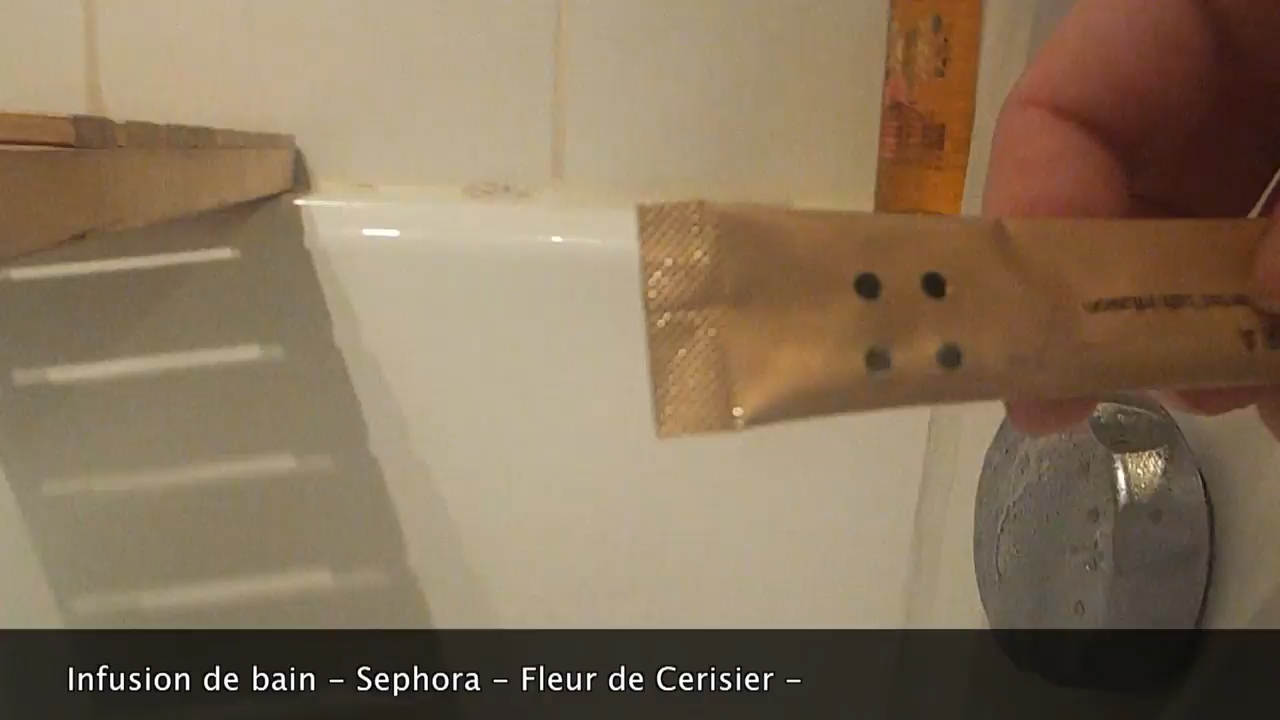 Infusion de bain – Sephora – Fleur de Cerisier –